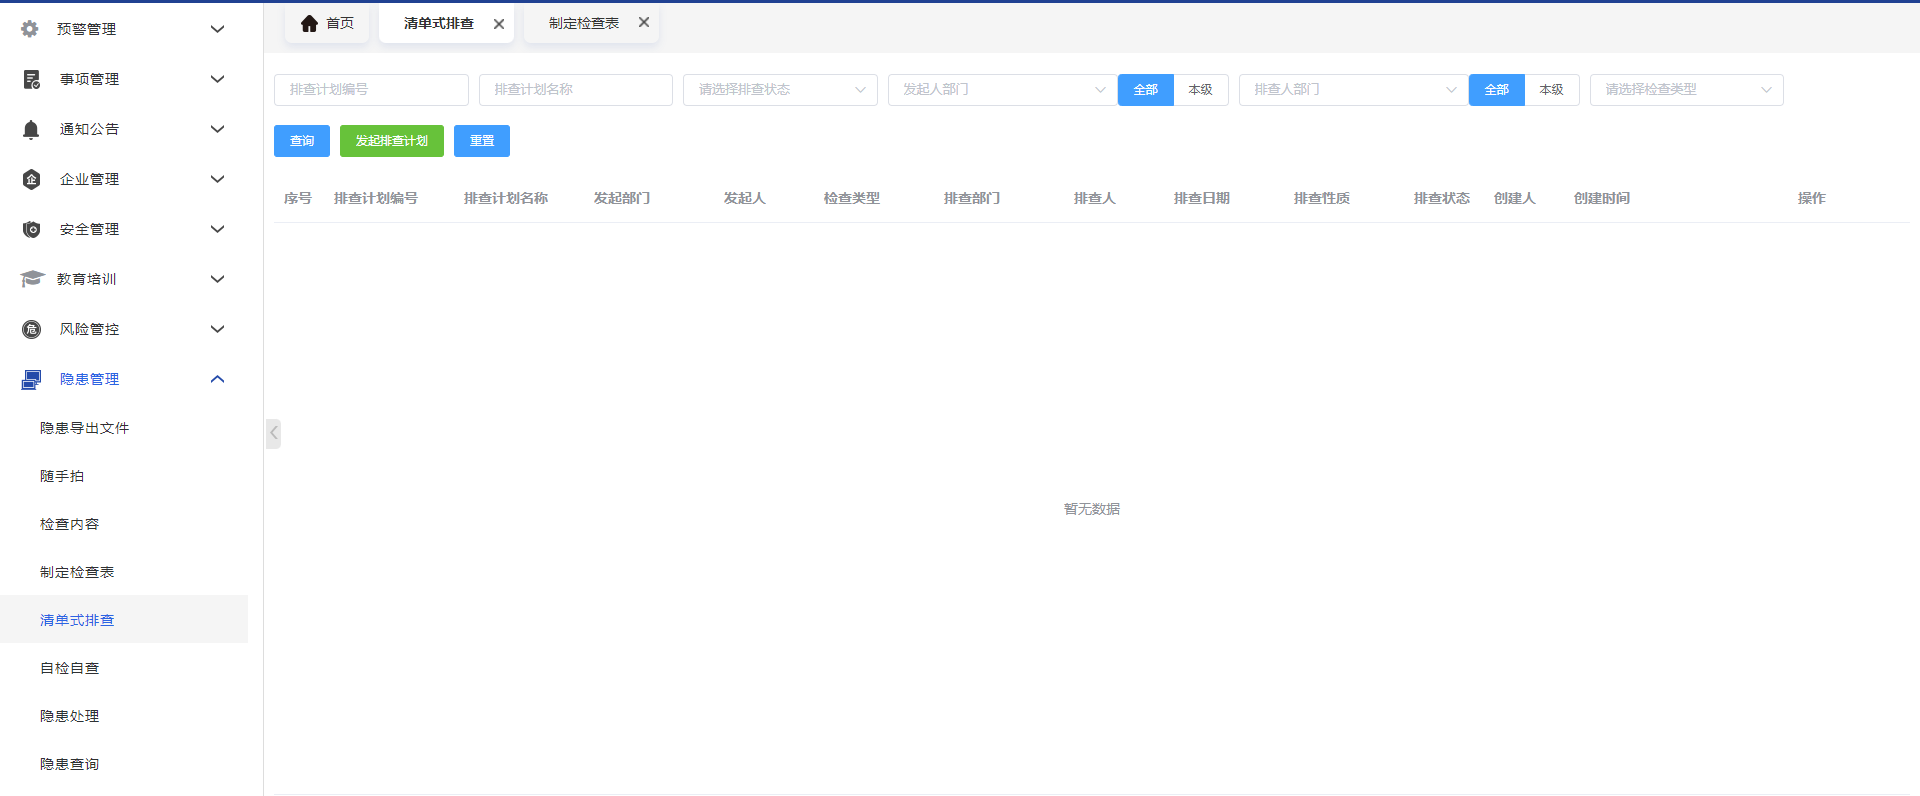 预警管理
事项管理
通知公告
企业管理
安全管理
教育培训
风险管控
隐患管理
隐患导出文件
随手拍
检查内容
制定检查表
清单式排查
自检自查
隐患处理
隐患查询
首页 清单式排查 制定检查表
排查计划编号 排查计划名称 请选择排查状态 发起人部门 全部 本级 排查人部门 全部 本级 请选择检查类型
查询 发起排查计划 重置
序号 排查计划编号 排查计划名称 发起部门 发起人 检查类型 排查部门 排查人 排查日期 排查性质 排查状态 创建人 创建时间 操作
暂无数据